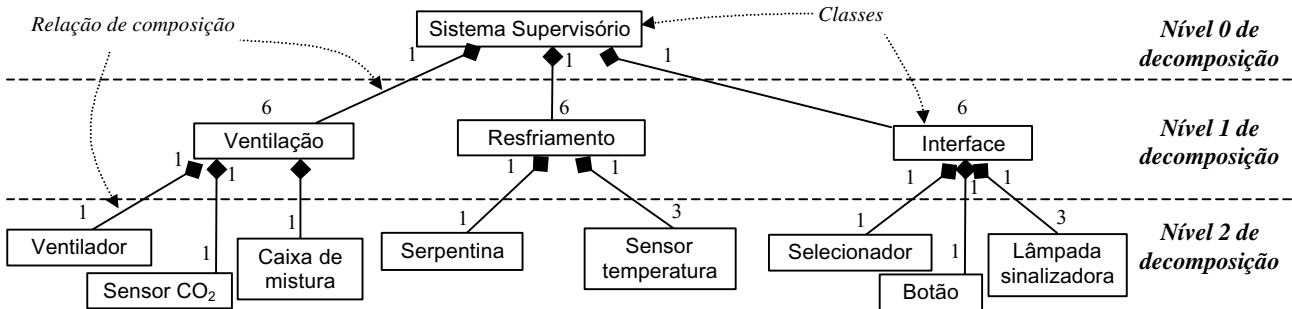 Relação de composição
Sistema Supervisório
Classes
Nível 0 de
decomposição
1
1
1
6
6
6
Ventilação
Resfriamento
Interface
Nível 1 de
decomposição
1
1
1
1
1
1
1
1
1
1
3
1
3
Ventilador
Serpentina
Selecionador
1
Caixa de
mistura
Sensor
temperatura
1
Lâmpada
sinalizadora
Nível 2 de
decomposição
Sensor CO₂
Botão